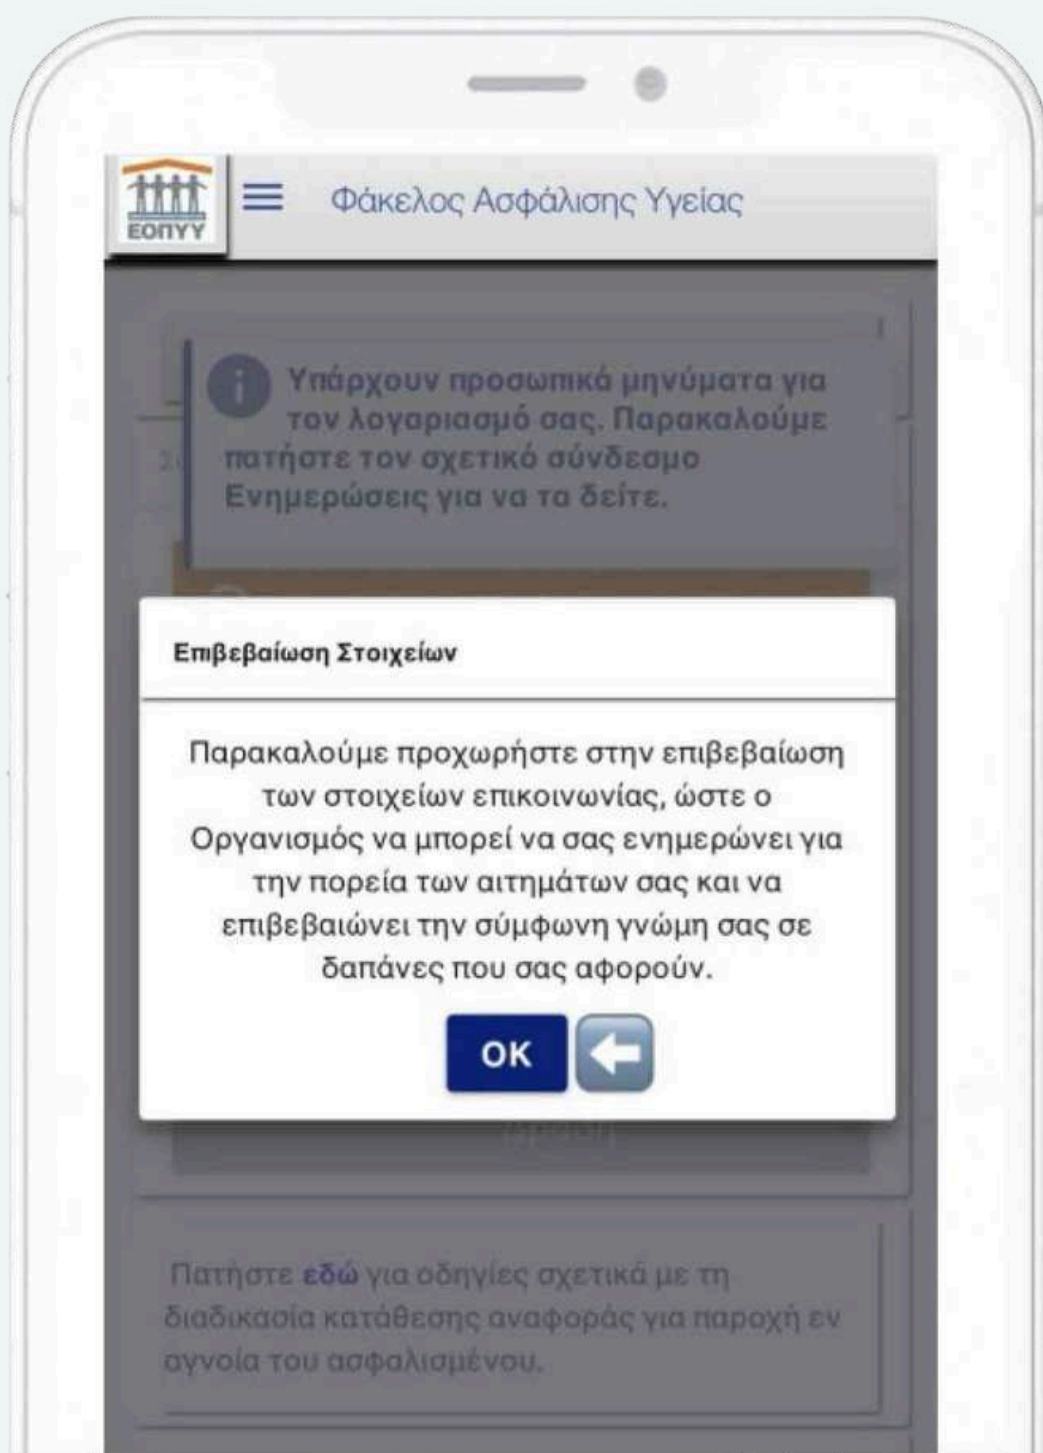 ΕΟΠΥΥ
Φάκελος Ασφάλισης Υγείας
Υπάρχουν προσωπικά μηνύματα για
τον λογαριασμό σας. Παρακαλούμε
πατήστε τον σχετικό σύνδεσμο
Ενημερώσεις για να τα δείτε.
Επιβεβαίωση Στοιχείων
Παρακαλούμε προχωρήστε στην επιβεβαίωση
των στοιχείων επικοινωνίας, ώστε ο
Οργανισμός να μπορεί να σας ενημερώνει για
την πορεία των αιτημάτων σας και να
επιβεβαιώνει την σύμφωνη γνώμη σας σε
δαπάνες που σας αφορούν.
OK
Πατήστε εδώ για οδηγίες σχετικά με τη
διαδικασία κατάθεσης αναφοράς για παροχή εν
αγνοία του ασφαλισμένου.